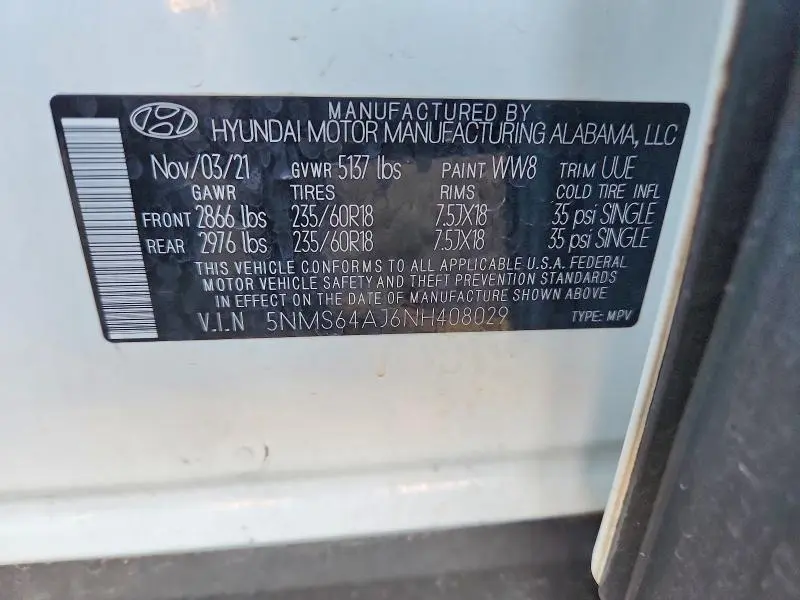 MANUFACTURED BY
HYUNDAI MOTOR MANUFACTURING ALABAMA, LLC
Nov/03/21 GVWR 5137 lbs PAINT WW8 TRIM UUE
GAWR TIRES RIMS COLD TIRE INFL
FRONT 2866 lbs 235/60R18 7.5JX18 35 psi SINGLE
REAR 2976 lbs 235/60R18 7.5JX18 35 psi SINGLE
THIS VEHICLE CONFORMS TO ALL APPLICABLE U.S.A. FEDERAL
MOTOR VEHICLE SAFETY AND THEFT PREVENTION STANDARDS
IN EFFECT ON THE DATE OF MANUFACTURE SHOWN ABOVE.
V.I.N 5NMS64AJ6NH408029 TYPE: MPV